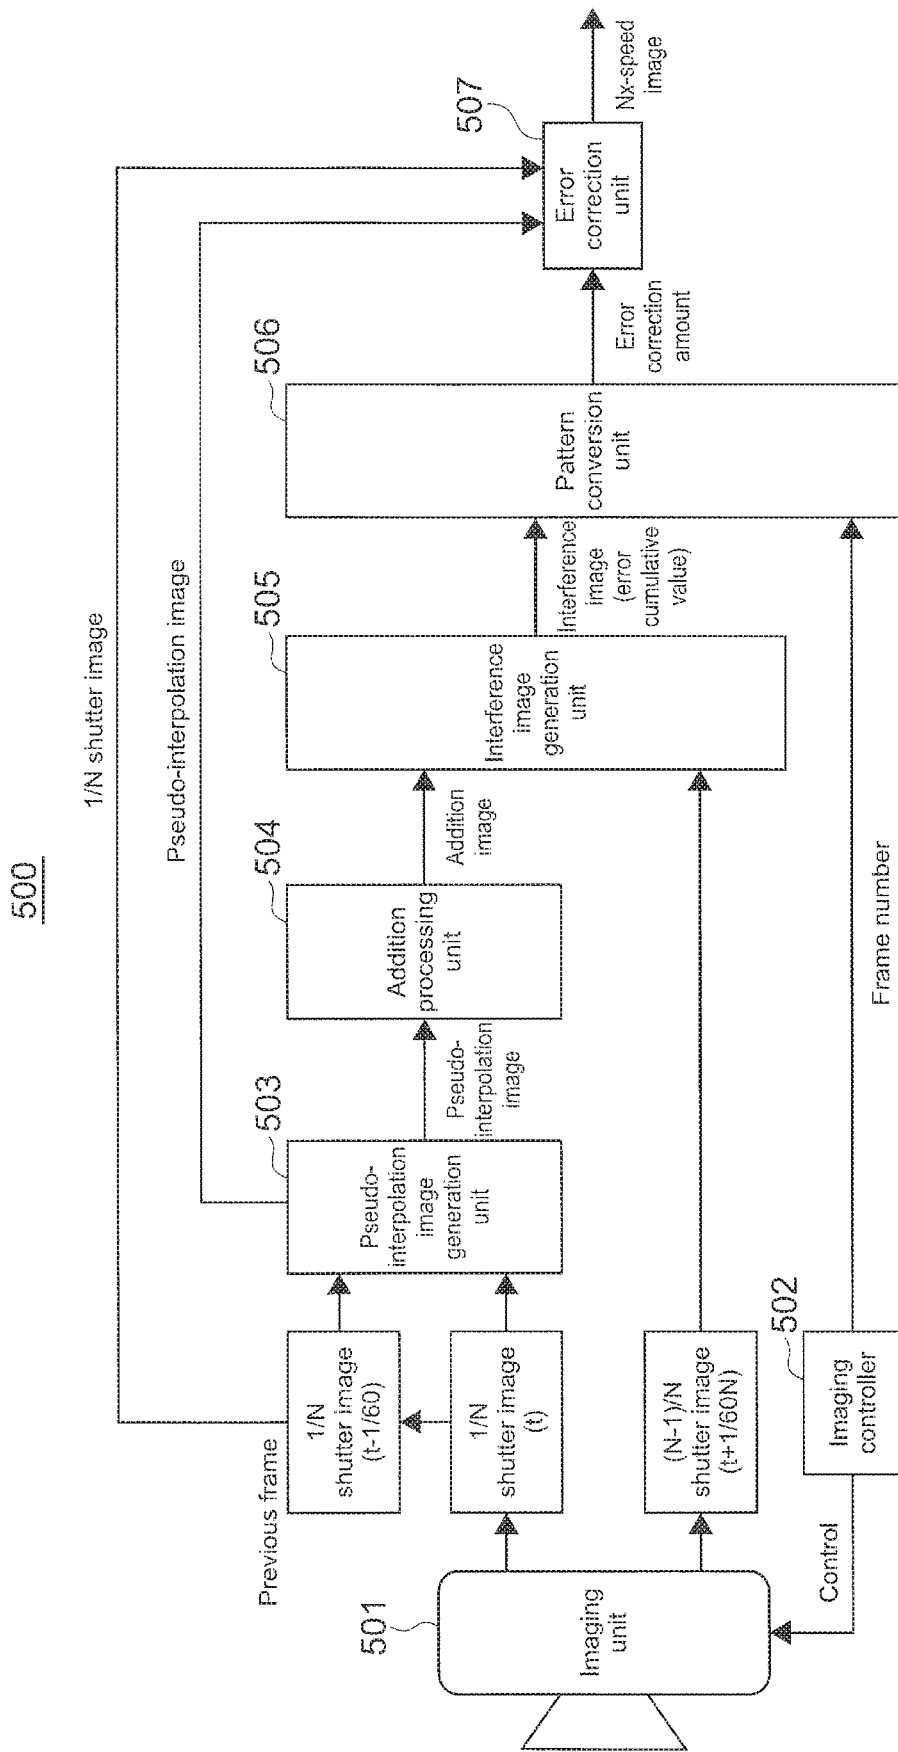 500
1/N shutter image
Pseudo-interpolation image
Previous frame
1/N
shutter image
(t-1/60)
1/N
shutter image
(t)
(N-1)/N
shutter image
(t+1/60N)
501
Imaging
unit
Control
502
Imaging
controller
Frame number
503
Pseudo-
interpolation
image
generation
unit
Pseudo-
interpolation
image
504
Addition
processing
unit
Addition
image
505
Interference
image
generation
unit
Interference
image
(error
cumulative
value)
506
Pattern
conversion
unit
Error
correction
amount
507
Error
correction
unit
Nx-speed
image